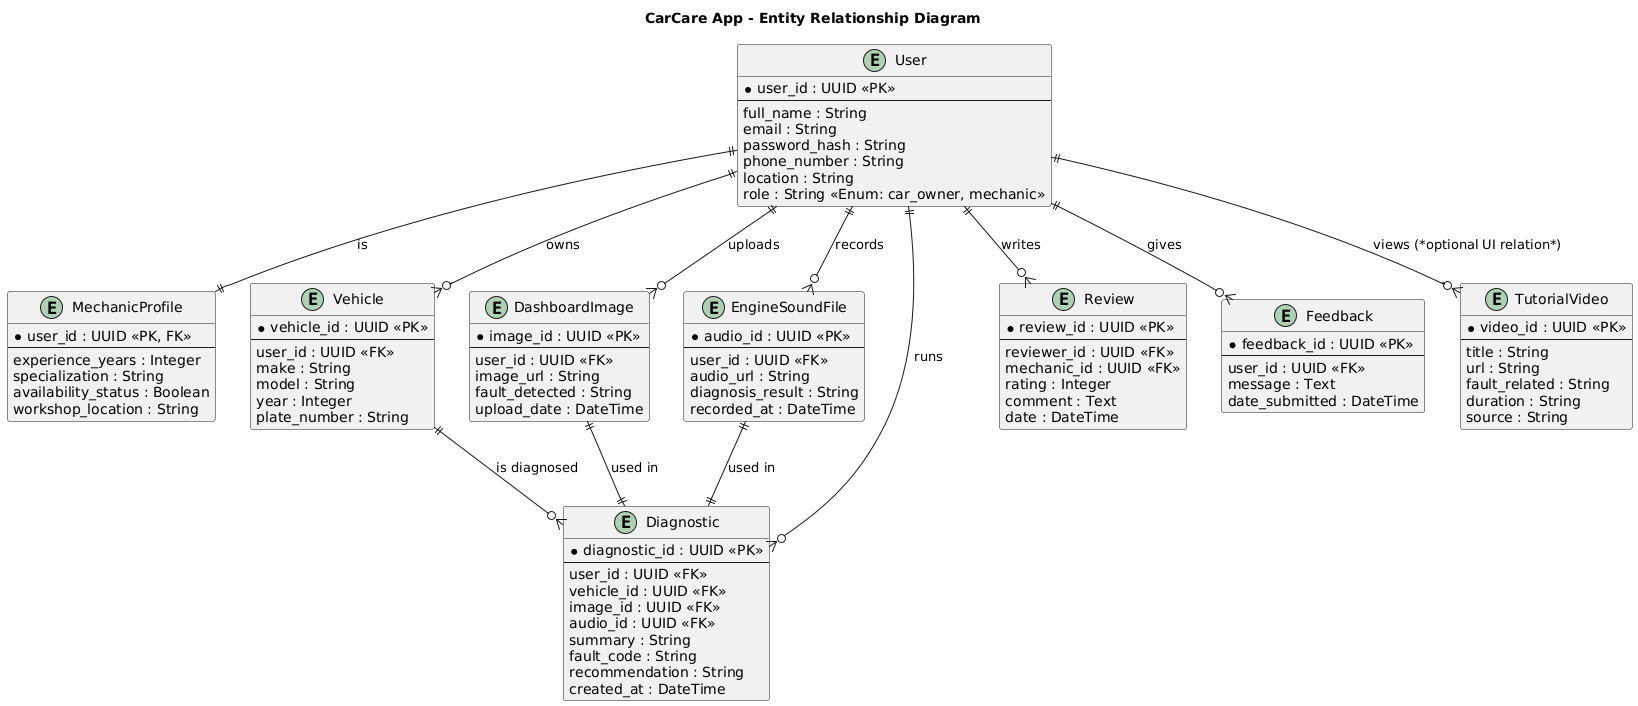 CarCare App - Entity Relationship Diagram
E User
* user_id : UUID «PK»
full_name : String
email : String
password_hash : String
phone_number : String
location : String
role : String «Enum: car_owner, mechanic»
is
owns
uploads
records
writes
gives
views (*optional UI relation*)
E MechanicProfile
* user_id : UUID «PK, FK»
experience_years : Integer
specialization : String
availability_status : Boolean
workshop_location : String
E Vehicle
* vehicle_id : UUID «PK»
user_id : UUID «FK»
make : String
model : String
year : Integer
plate_number : String
E DashboardImage
* image_id : UUID «PK»
user_id : UUID «FK»
image_url : String
fault_detected : String
upload_date : DateTime
E EngineSoundFile
* audio_id : UUID «PK»
user_id : UUID «FK»
audio_url : String
diagnosis_result : String
recorded_at : DateTime
runs
E Review
* review_id : UUID «PK»
reviewer_id : UUID «FK»
mechanic_id : UUID «FK»
rating : Integer
comment : Text
date : DateTime
E Feedback
* feedback_id : UUID «PK»
user_id : UUID «FK»
message : Text
date_submitted : DateTime
E TutorialVideo
* video_id : UUID «PK»
title : String
url : String
fault_related : String
duration : String
source : String
is diagnosed
used in
used in
E Diagnostic
* diagnostic_id : UUID «PK»
user_id : UUID «FK»
vehicle_id : UUID «FK»
image_id : UUID «FK»
audio_id : UUID «FK»
summary : String
fault_code : String
recommendation : String
created_at : DateTime